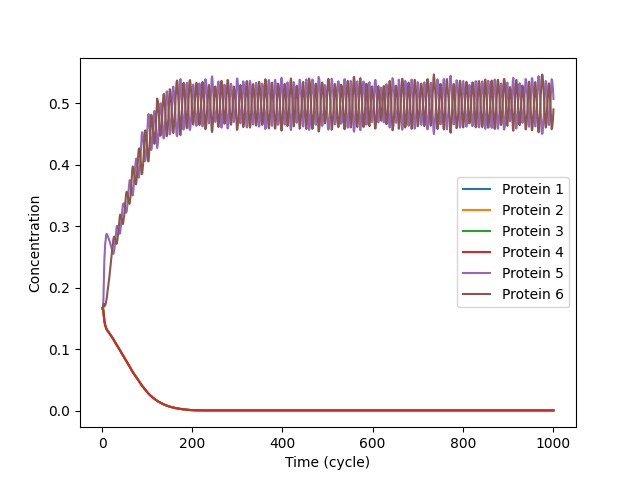 0.5
0.4
0.3
0.2
0.1
0.0
Concentration
Protein 1
Protein 2
Protein 3
Protein 4
Protein 5
Protein 6
0 200 400 600 800 1000
Time (cycle)